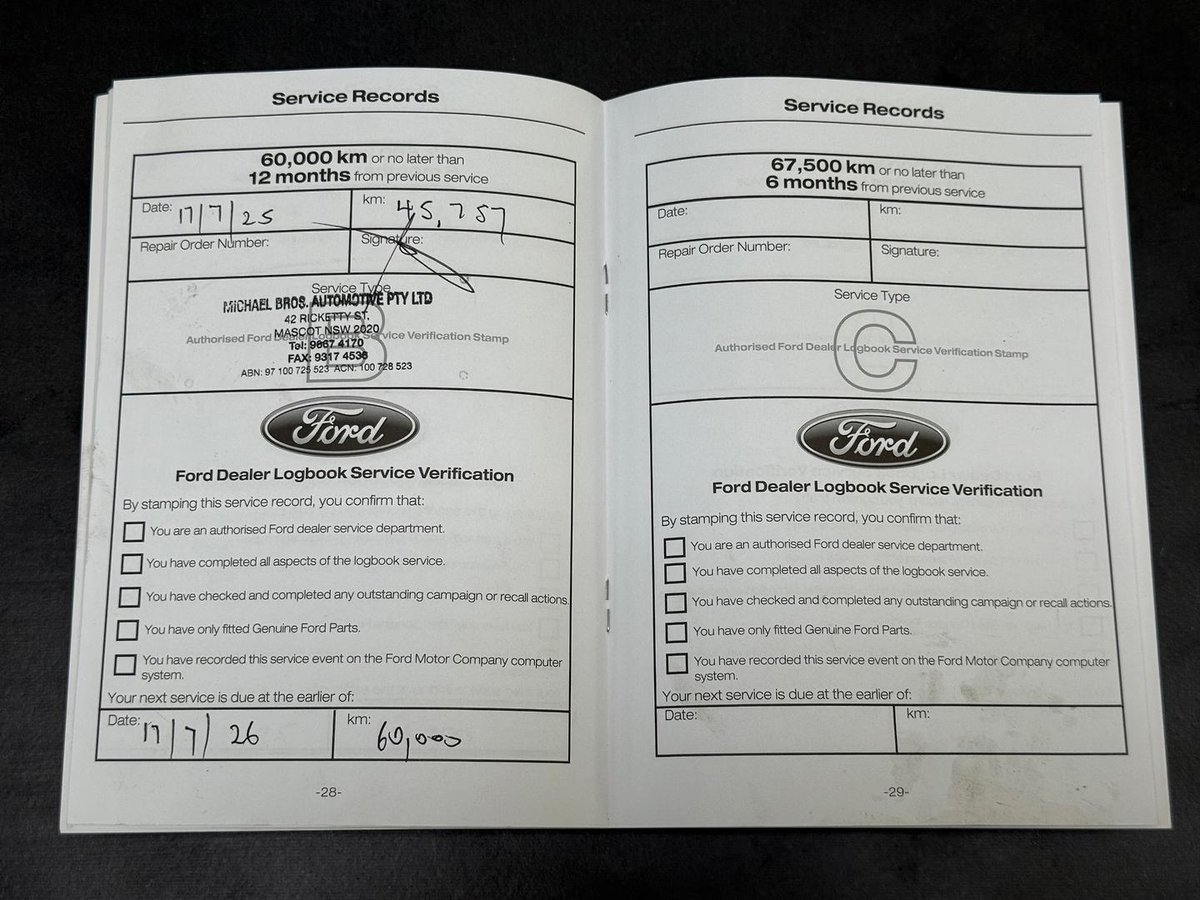 Service Records
60,000 km or no later than
12 months from previous service
Date: 17/7/25
km: 45,757
Repair Order Number:
Signature:
Service Type
B
Authorised Ford Dealer Logbook Service Verification Stamp
MICHAEL BROS. AUTOMOTIVE PTY LTD
42 RICKETTY ST.
MASCOT NSW 2020
Tel: 9667 4170
FAX: 9317 4536
ABN: 97 100 725 523 ACN: 100 728 523
Ford
Ford Dealer Logbook Service Verification
By stamping this service record, you confirm that:
You are an authorised Ford dealer service department.
You have completed all aspects of the logbook service.
You have checked and completed any outstanding campaign or recall actions.
You have only fitted Genuine Ford Parts.
You have recorded this service event on the Ford Motor Company computer
system.
Your next service is due at the earlier of:
Date: 17/7/26
km: 60,000
-28-
Service Records
67,500 km or no later than
6 months from previous service
Date:
km:
Repair Order Number:
Signature:
Service Type
C
Authorised Ford Dealer Logbook Service Verification Stamp
Ford
Ford Dealer Logbook Service Verification
By stamping this service record, you confirm that:
You are an authorised Ford dealer service department.
You have completed all aspects of the logbook service.
You have checked and completed any outstanding campaign or recall actions.
You have only fitted Genuine Ford Parts.
You have recorded this service event on the Ford Motor Company computer
system.
Your next service is due at the earlier of:
Date:
km:
-29-